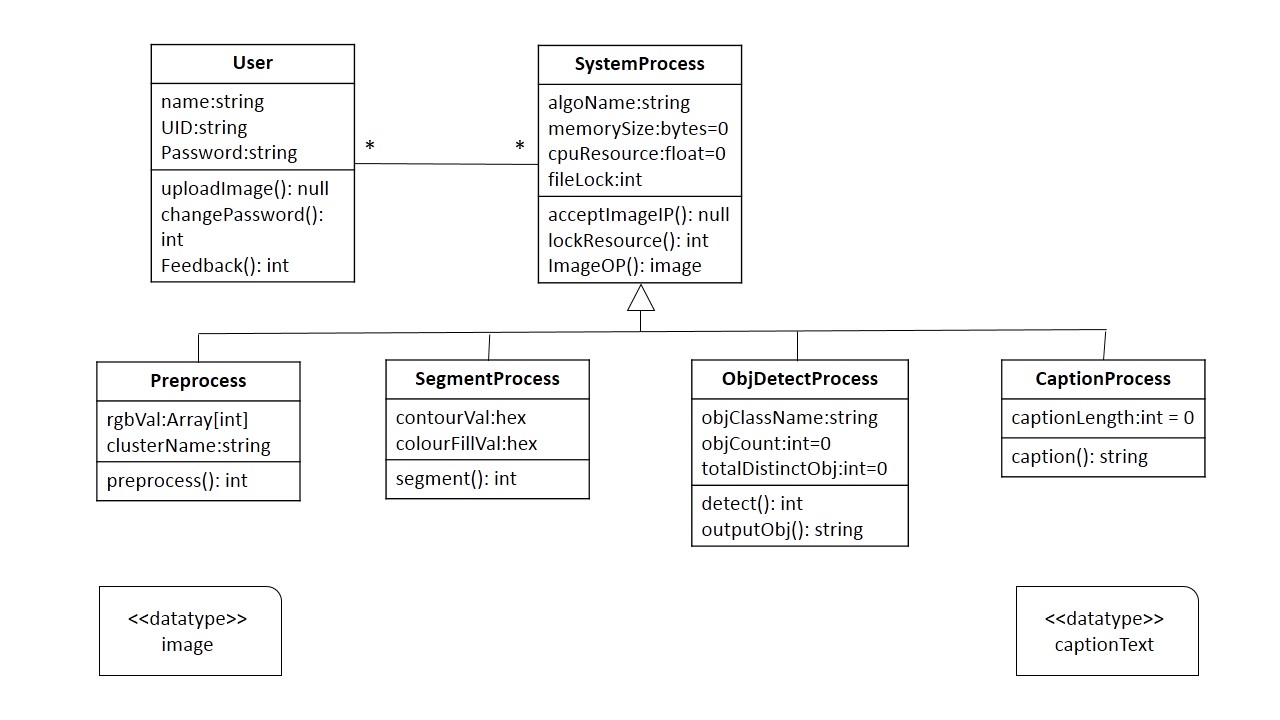 User
name:string
UID:string
Password:string
uploadImage(): null
changePassword():
int
Feedback(): int
*
*
SystemProcess
algoName:string
memorySize:bytes=0
cpuResource:float=0
fileLock:int
acceptImageIP(): null
lockResource(): int
ImageOP(): image
Preprocess
rgbVal:Array[int]
clusterName:string
preprocess(): int
SegmentProcess
contourVal:hex
colourFillVal:hex
segment(): int
ObjDetectProcess
objClassName:string
objCount:int=0
totalDistinctObj:int=0
detect(): int
outputObj(): string
CaptionProcess
captionLength:int = 0
caption(): string
<<datatype>>
image
<<datatype>>
captionText